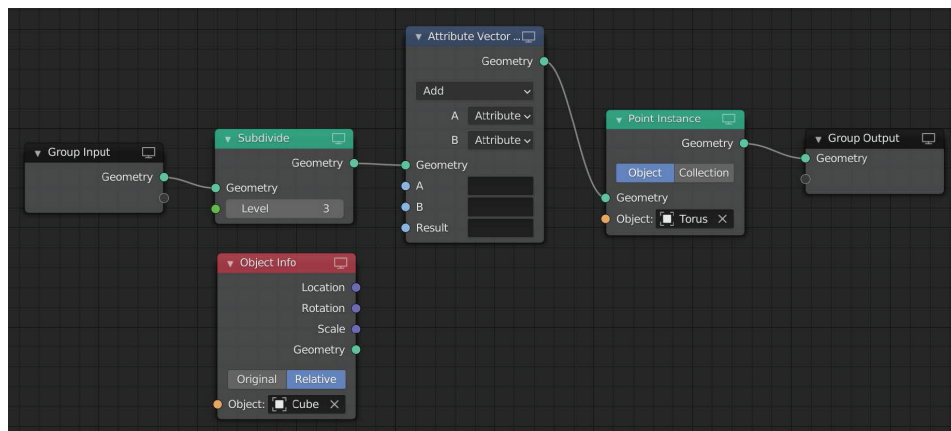 Group Input
Geometry
Subdivide
Geometry
Geometry
Level 3
Object Info
Location
Rotation
Scale
Geometry
Original Relative
Object: Cube
Attribute Vector ...
Geometry
Add
A Attribute
B Attribute
Geometry
A
B
Result
Point Instance
Geometry
Object Collection
Geometry
Object: Torus
Group Output
Geometry